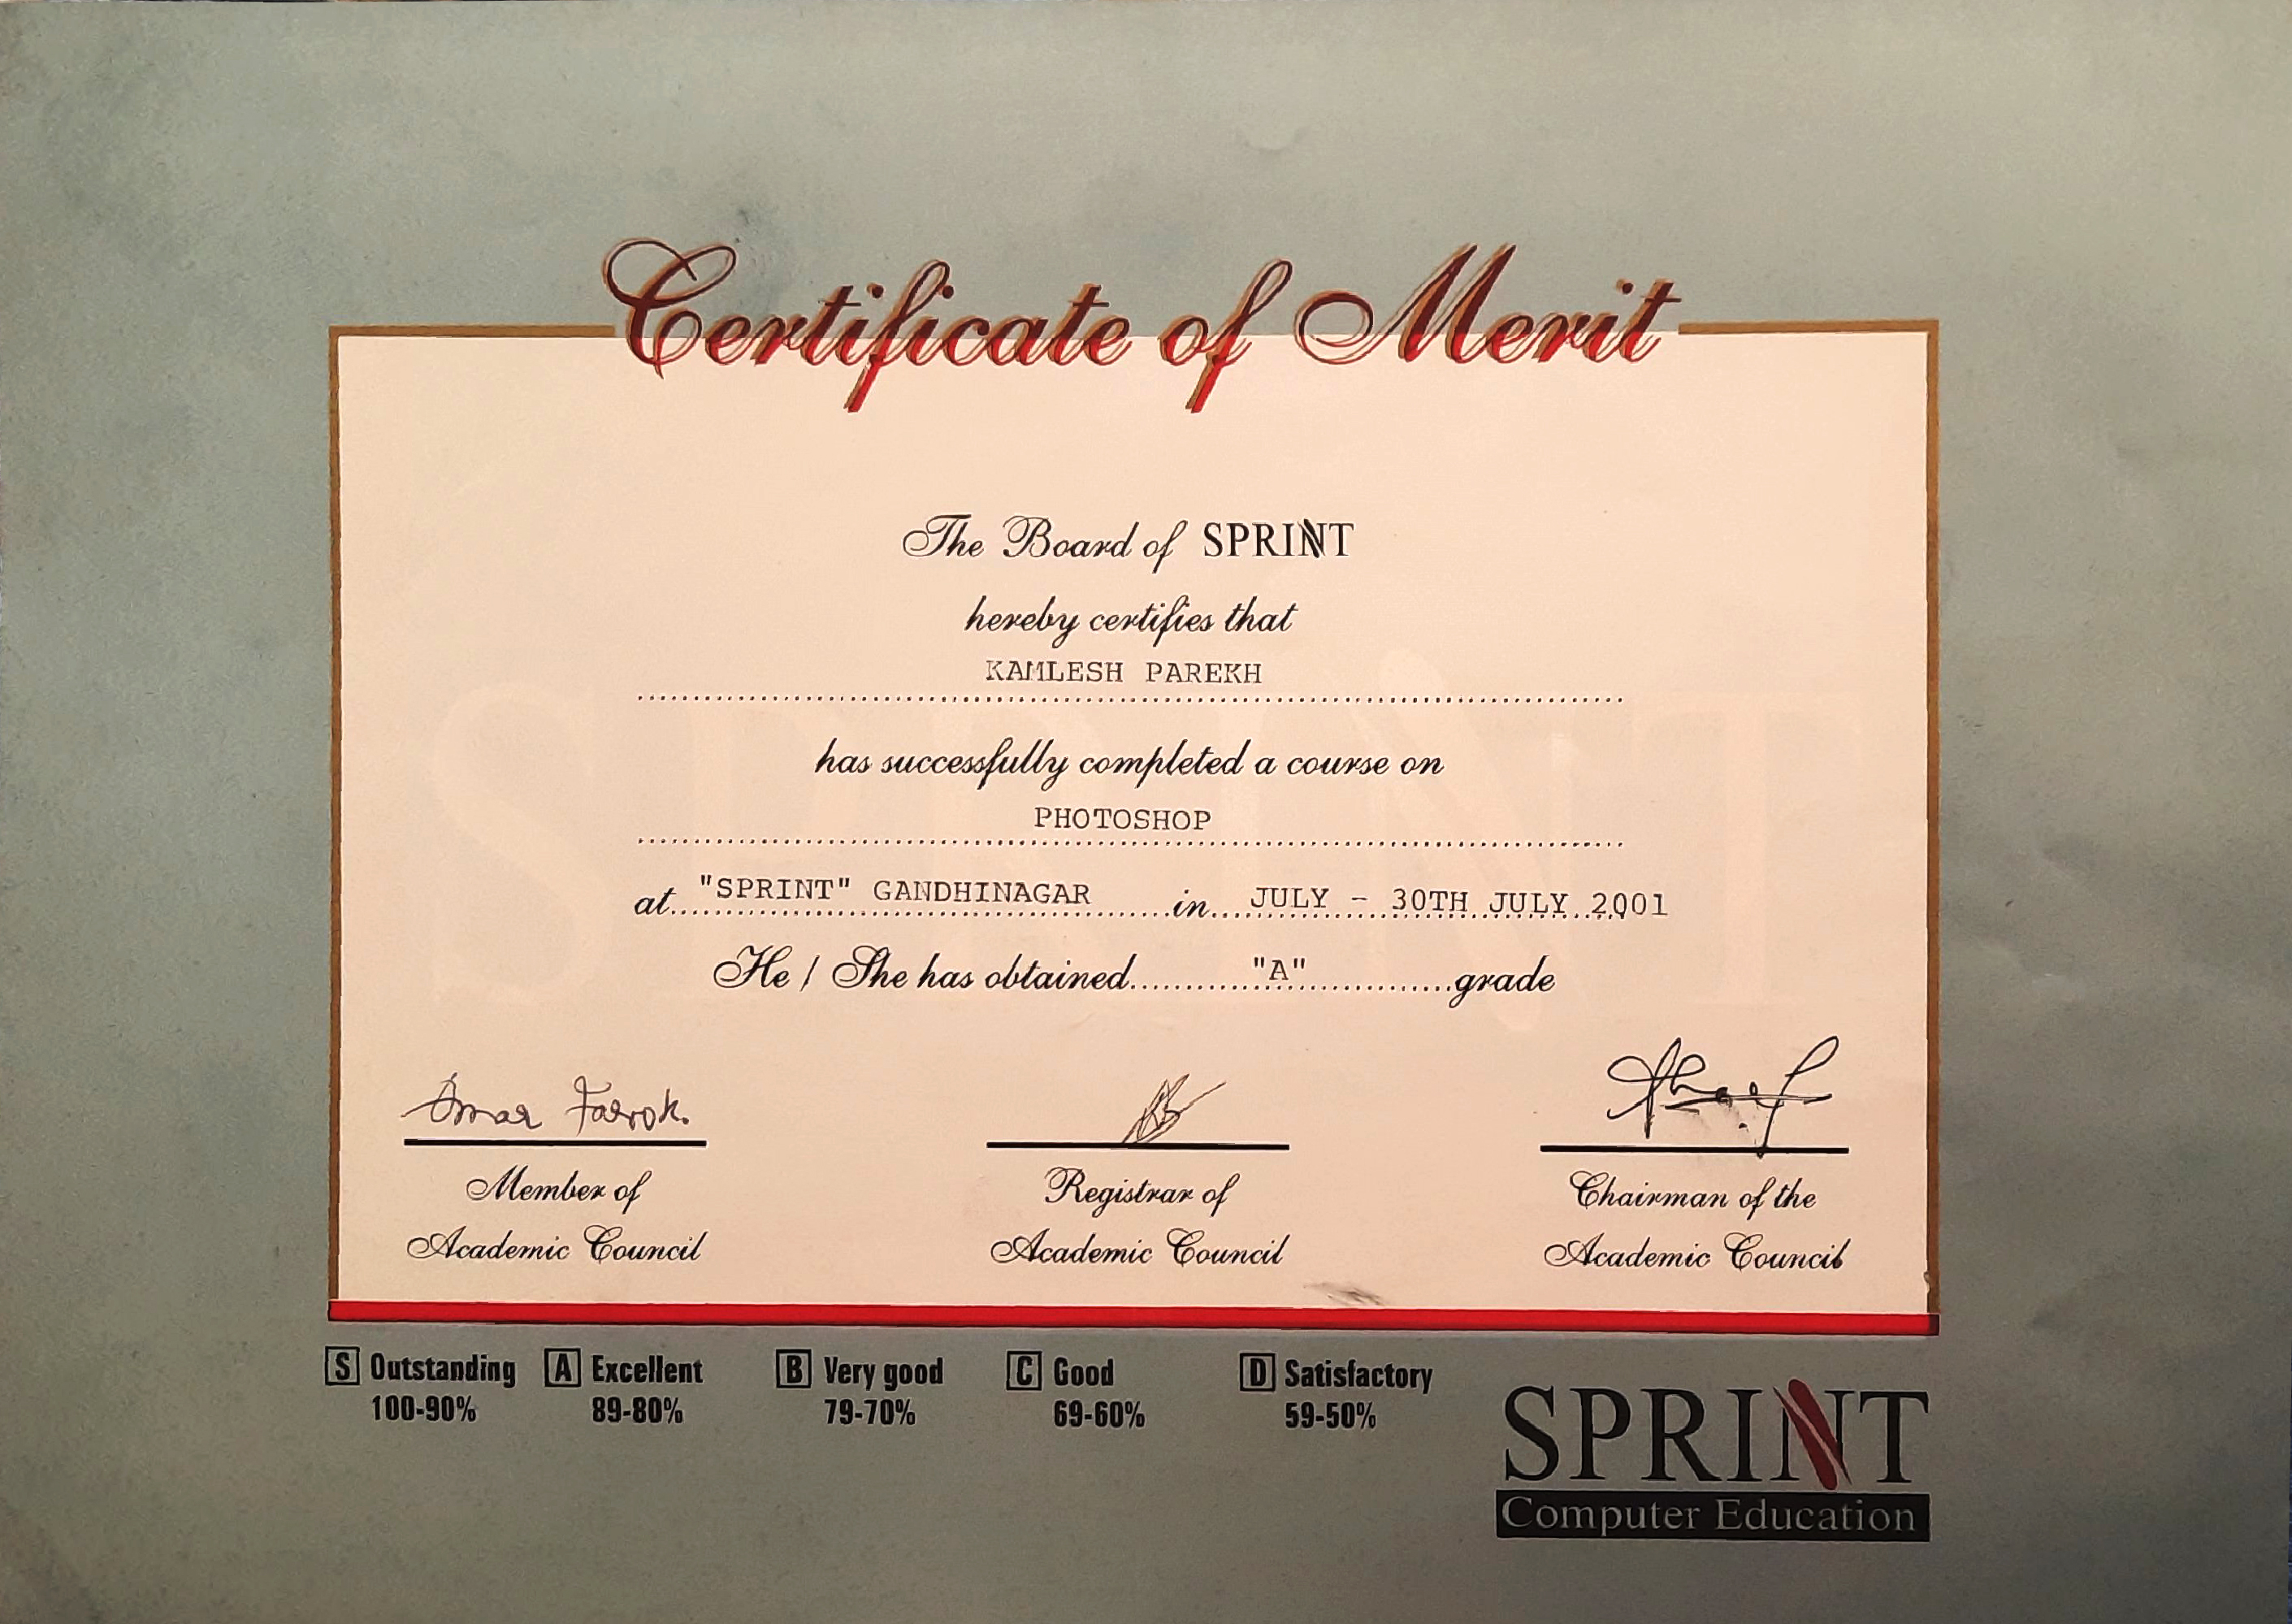 Certificate of Merit
The Board of SPRINT
hereby certifies that
KAMLESH PAREKH
has successfully completed a course on
PHOTOSHOP
at "SPRINT" GANDHINAGAR in JULY - 30TH JULY 2001
He / She has obtained "A" grade
Omar Farok.
Member of Registrar of Chairman of the
Academic Council Academic Council Academic Council
S Outstanding A Excellent B Very good C Good D Satisfactory
100-90% 89-80% 79-70% 69-60% 59-50%
SPRINT
Computer Education